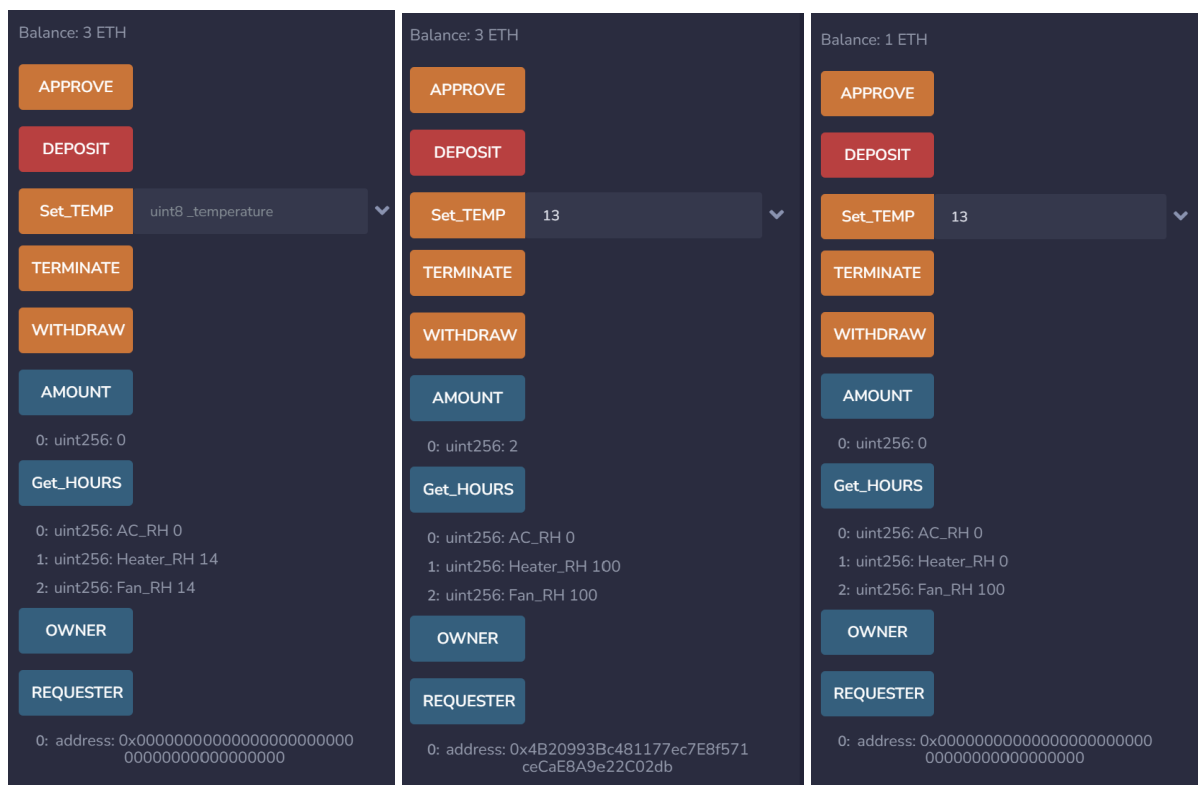 Balance: 3 ETH
APPROVE
DEPOSIT
Set_TEMP uint8 _temperature
TERMINATE
WITHDRAW
AMOUNT
0: uint256: 0
Get_HOURS
0: uint256: AC_RH 0
1: uint256: Heater_RH 14
2: uint256: Fan_RH 14
OWNER
REQUESTER
0: address: 0x00000000000000000000000
00000000000000000
Balance: 3 ETH
APPROVE
DEPOSIT
Set_TEMP 13
TERMINATE
WITHDRAW
AMOUNT
0: uint256: 2
Get_HOURS
0: uint256: AC_RH 0
1: uint256: Heater_RH 100
2: uint256: Fan_RH 100
OWNER
REQUESTER
0: address: 0x4B20993Bc481177ec7E8f571
ceCaE8A9e22C02db
Balance: 1 ETH
APPROVE
DEPOSIT
Set_TEMP 13
TERMINATE
WITHDRAW
AMOUNT
0: uint256: 0
Get_HOURS
0: uint256: AC_RH 0
1: uint256: Heater_RH 0
2: uint256: Fan_RH 100
OWNER
REQUESTER
0: address: 0x00000000000000000000000
00000000000000000